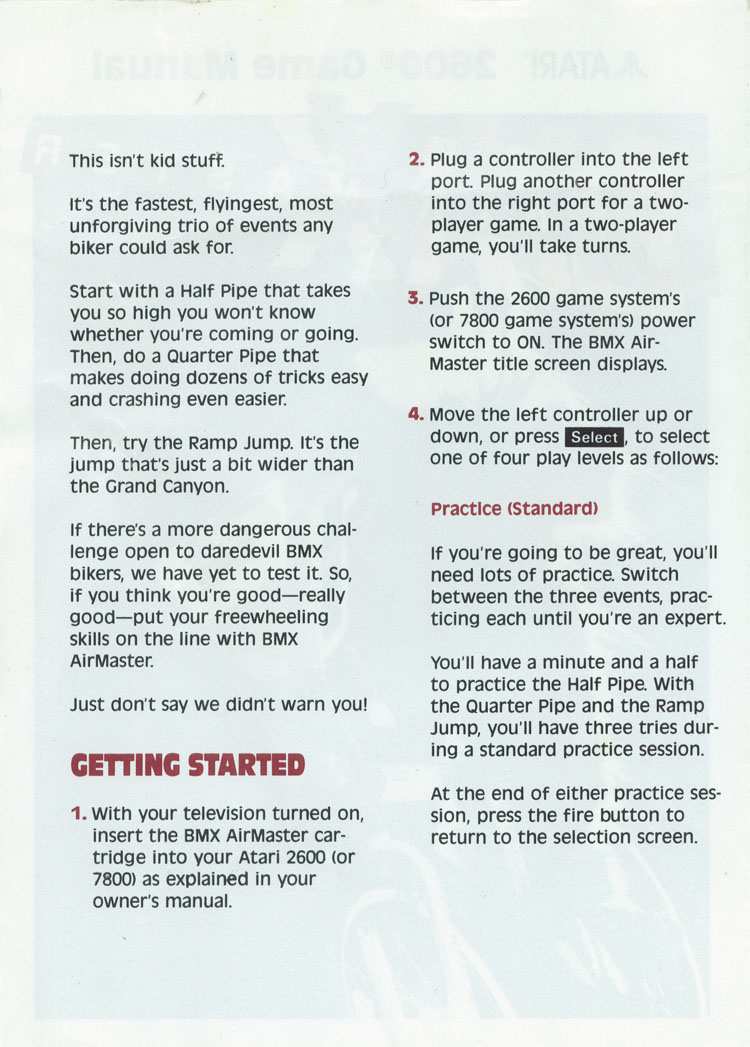 This isn't kid stuff.
It's the fastest, flyingest, most
unforgiving trio of events any
biker could ask for.
Start with a Half Pipe that takes
you so high you won't know
whether you're coming or going.
Then, do a Quarter Pipe that
makes doing dozens of tricks easy
and crashing even easier.
Then, try the Ramp Jump. It's the
jump that's just a bit wider than
the Grand Canyon.
If there's a more dangerous chal-
lenge open to daredevil BMX
bikers, we have yet to test it. So,
if you think you're good—really
good—put your freewheeling
skills on the line with BMX
AirMaster.
Just don't say we didn't warn you!
GETTING STARTED
1. With your television turned on,
insert the BMX AirMaster car-
tridge into your Atari 2600 (or
7800) as explained in your
owner's manual.
2. Plug a controller into the left
port. Plug another controller
into the right port for a two-
player game. In a two-player
game, you'll take turns.
3. Push the 2600 game system's
(or 7800 game system's) power
switch to ON. The BMX Air-
Master title screen displays.
4. Move the left controller up or
down, or press Select, to select
one of four play levels as follows:
Practice (Standard)
If you're going to be great, you'll
need lots of practice. Switch
between the three events, prac-
ticing each until you're an expert.
You'll have a minute and a half
to practice the Half Pipe. With
the Quarter Pipe and the Ramp
Jump, you'll have three tries dur-
ing a standard practice session.
At the end of either practice ses-
sion, press the fire button to
return to the selection screen.
ATARI 2600® Game Manual